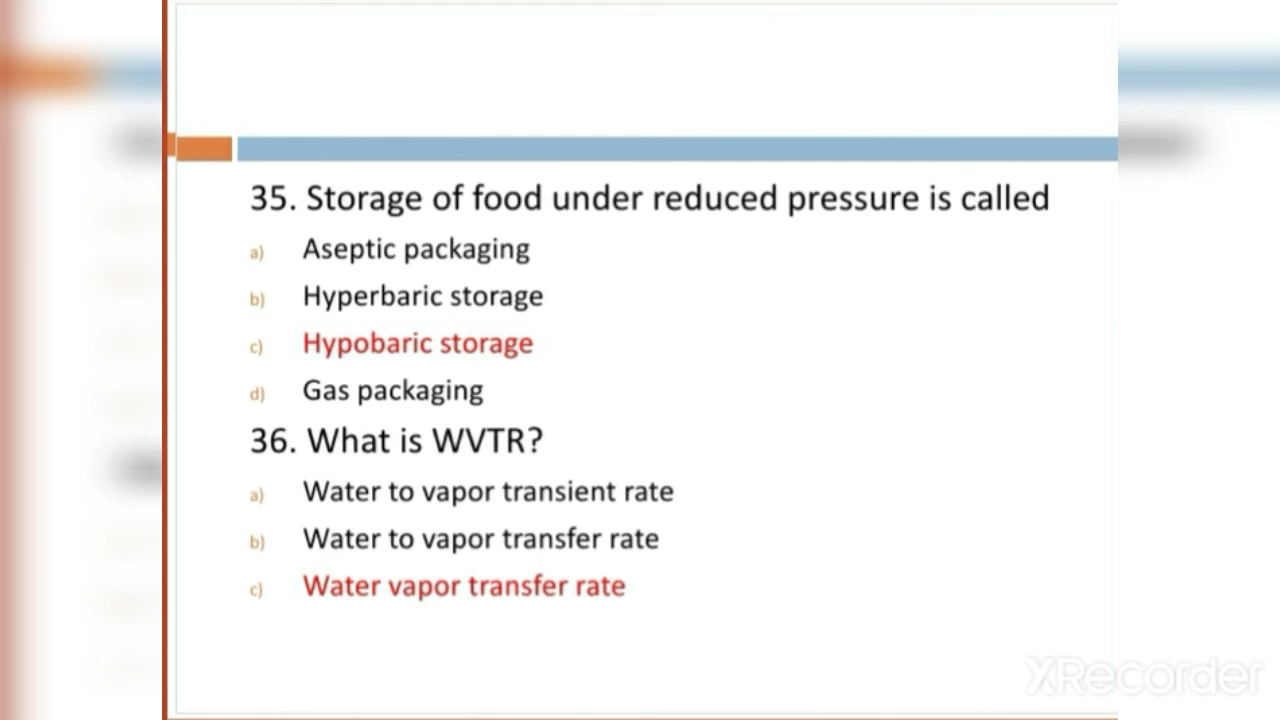 35. Storage of food under reduced pressure is called
a) Aseptic packaging
b) Hyperbaric storage
c) Hypobaric storage
d) Gas packaging
36. What is WVTR?
a) Water to vapor transient rate
b) Water to vapor transfer rate
c) Water vapor transfer rate
XRecorder